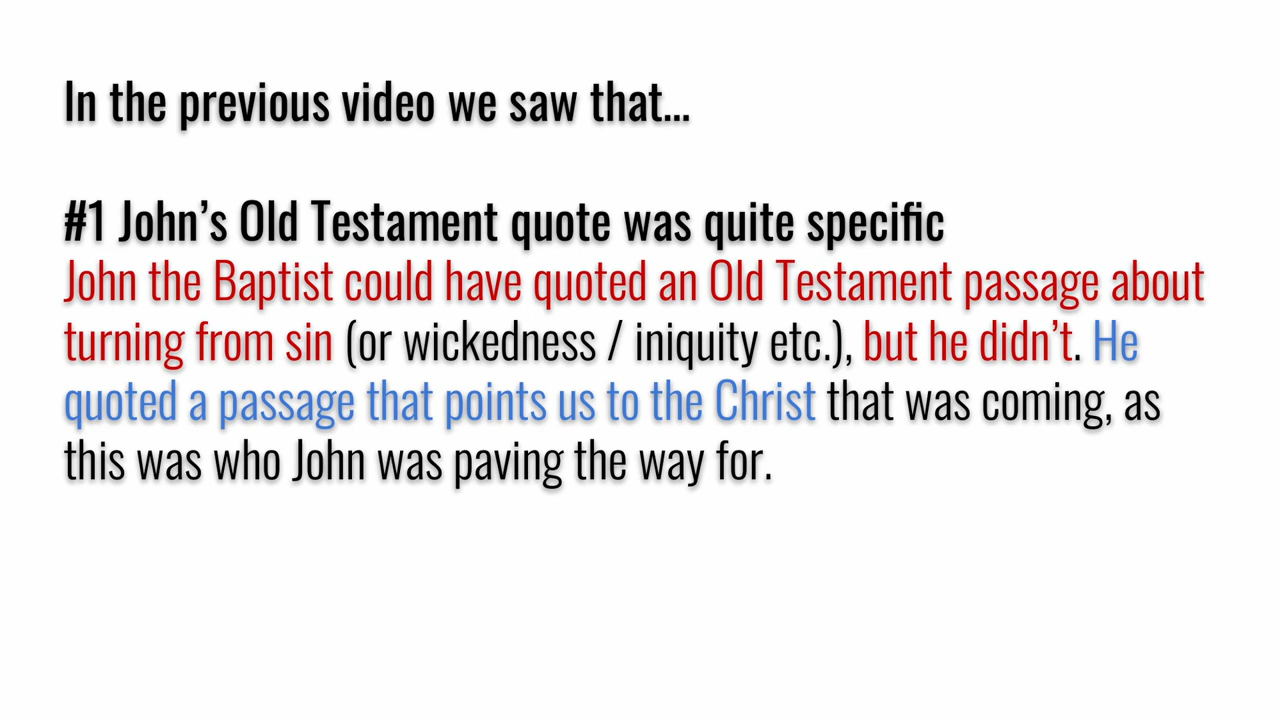 In the previous video we saw that...
#1 John’s Old Testament quote was quite specific
John the Baptist could have quoted an Old Testament passage about
turning from sin (or wickedness / iniquity etc.), but he didn’t. He
quoted a passage that points us to the Christ that was coming, as
this was who John was paving the way for.